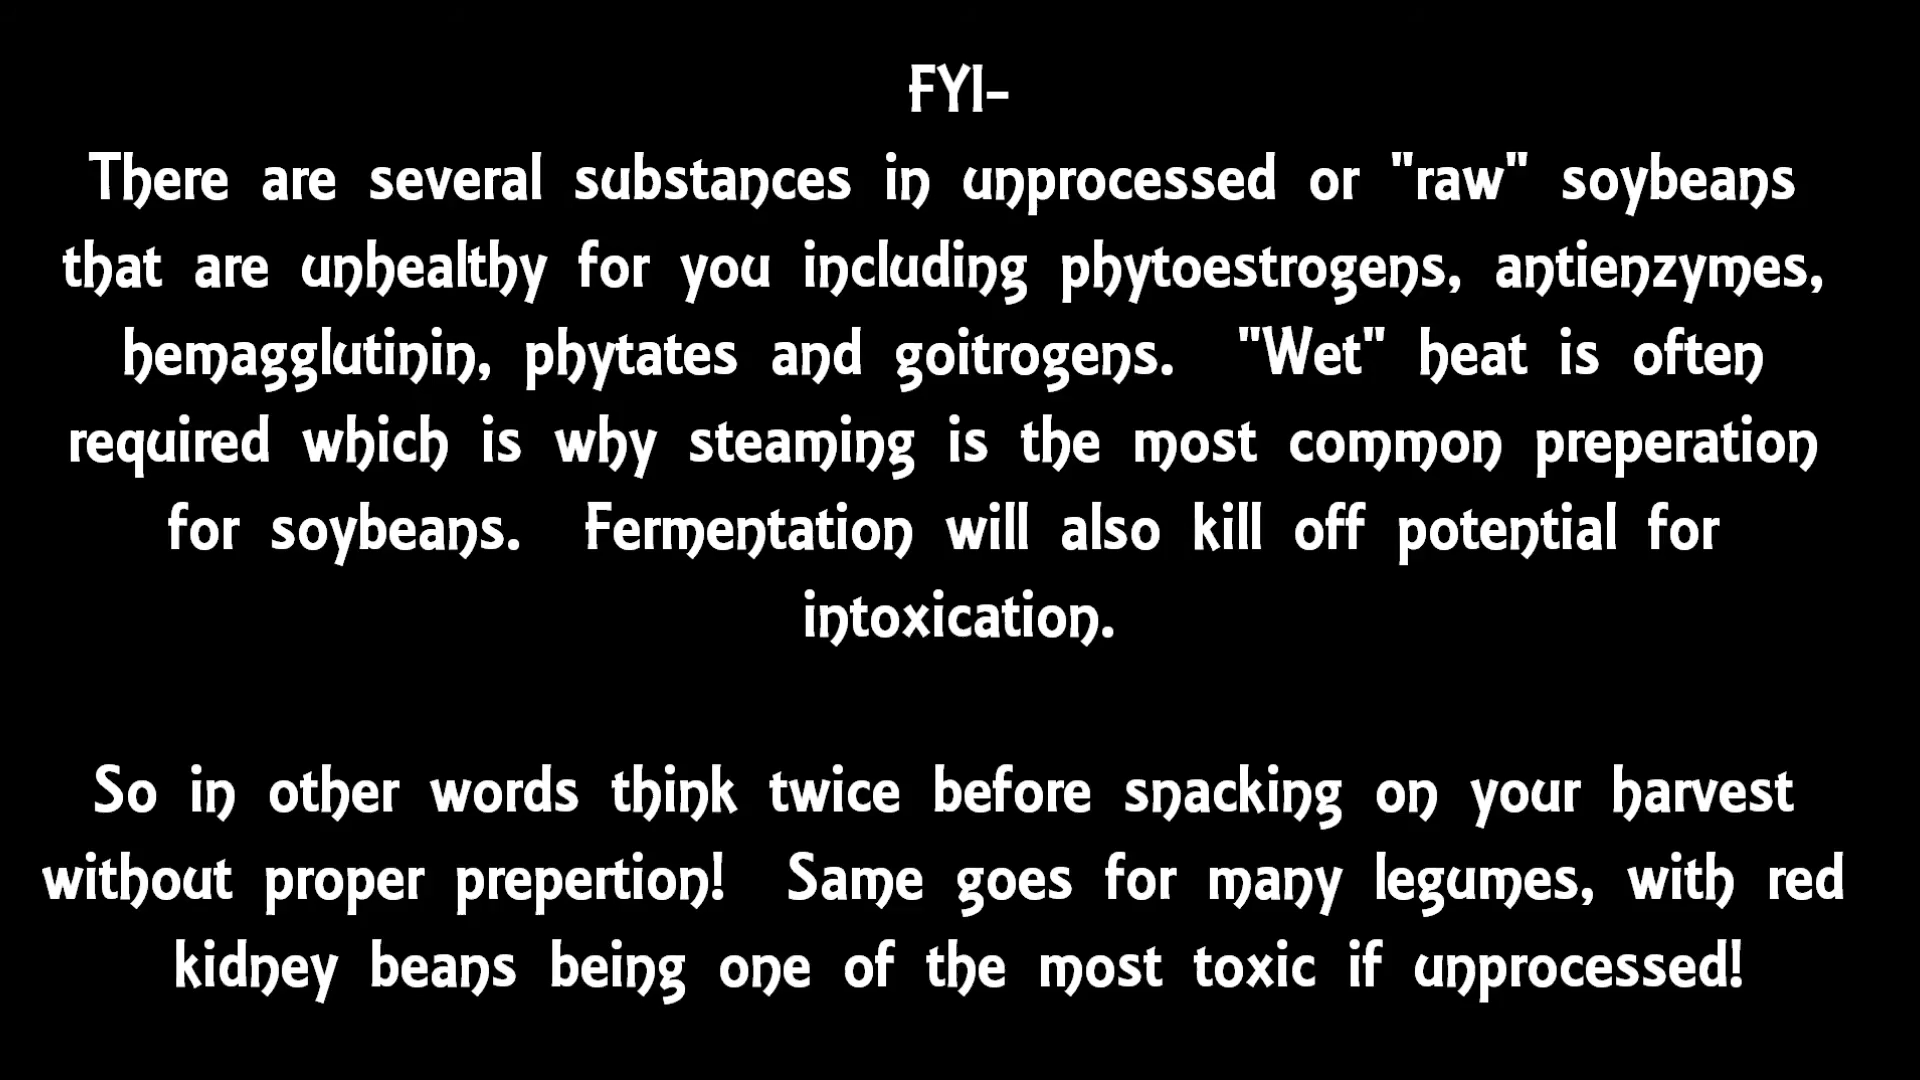 FYI-
There are several substances in unprocessed or "raw" soybeans
that are unhealthy for you including phytoestrogens, antienzymes,
hemagglutinin, phytates and goitrogens. "Wet" heat is often
required which is why steaming is the most common preperation
for soybeans. Fermentation will also kill off potential for
intoxication.
So in other words think twice before snacking on your harvest
without proper prepertion! Same goes for many legumes, with red
kidney beans being one of the most toxic if unprocessed!